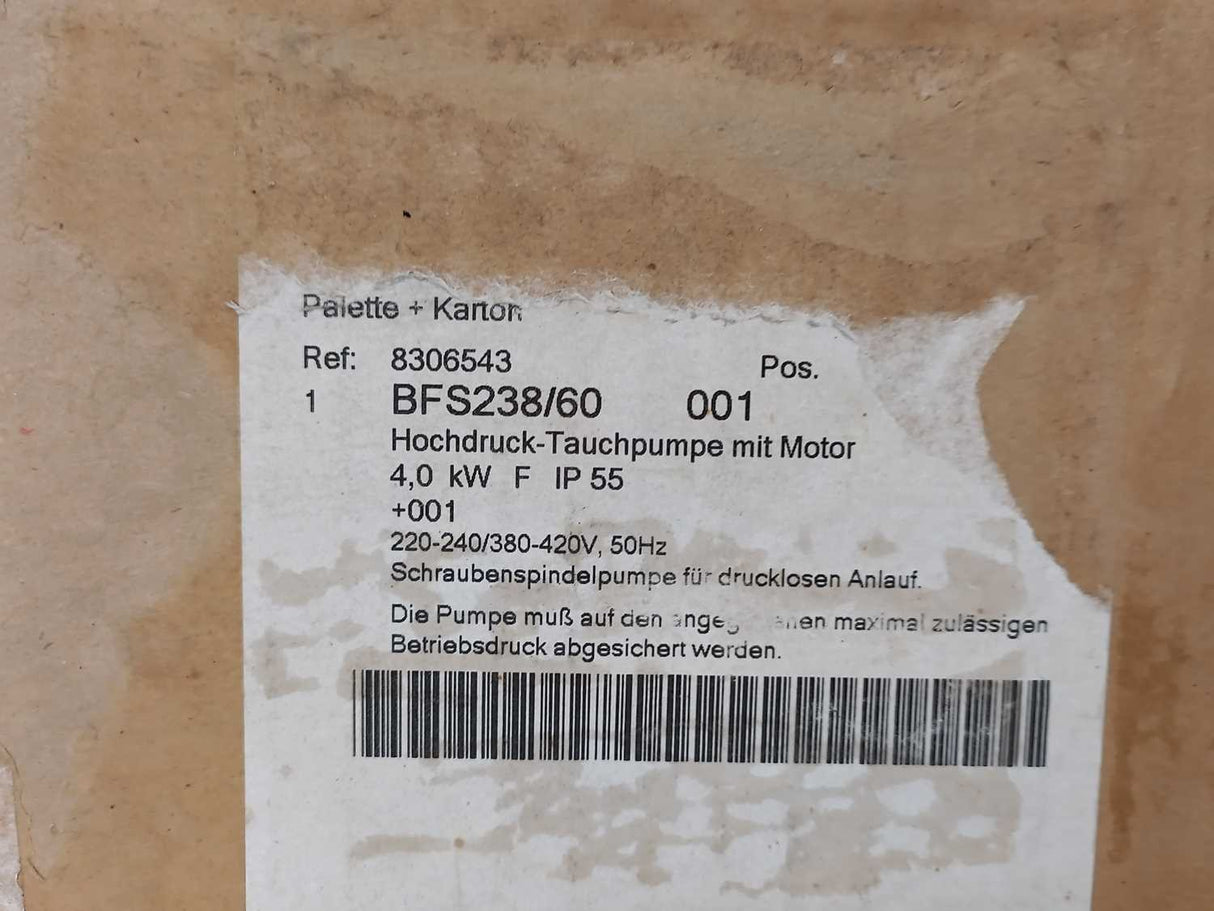 Palette + Karton
Ref: 8306543 Pos.
1 BFS238/60 001
Hochdruck-Tauchpumpe mit Motor
4,0 kW F IP 55
+001
220-240/380-420V, 50Hz
Schraubenspindelpumpe für drucklosen Anlauf.
Die Pumpe muß auf den maximal zulässigen
Betriebsdruck abgesichert werden.